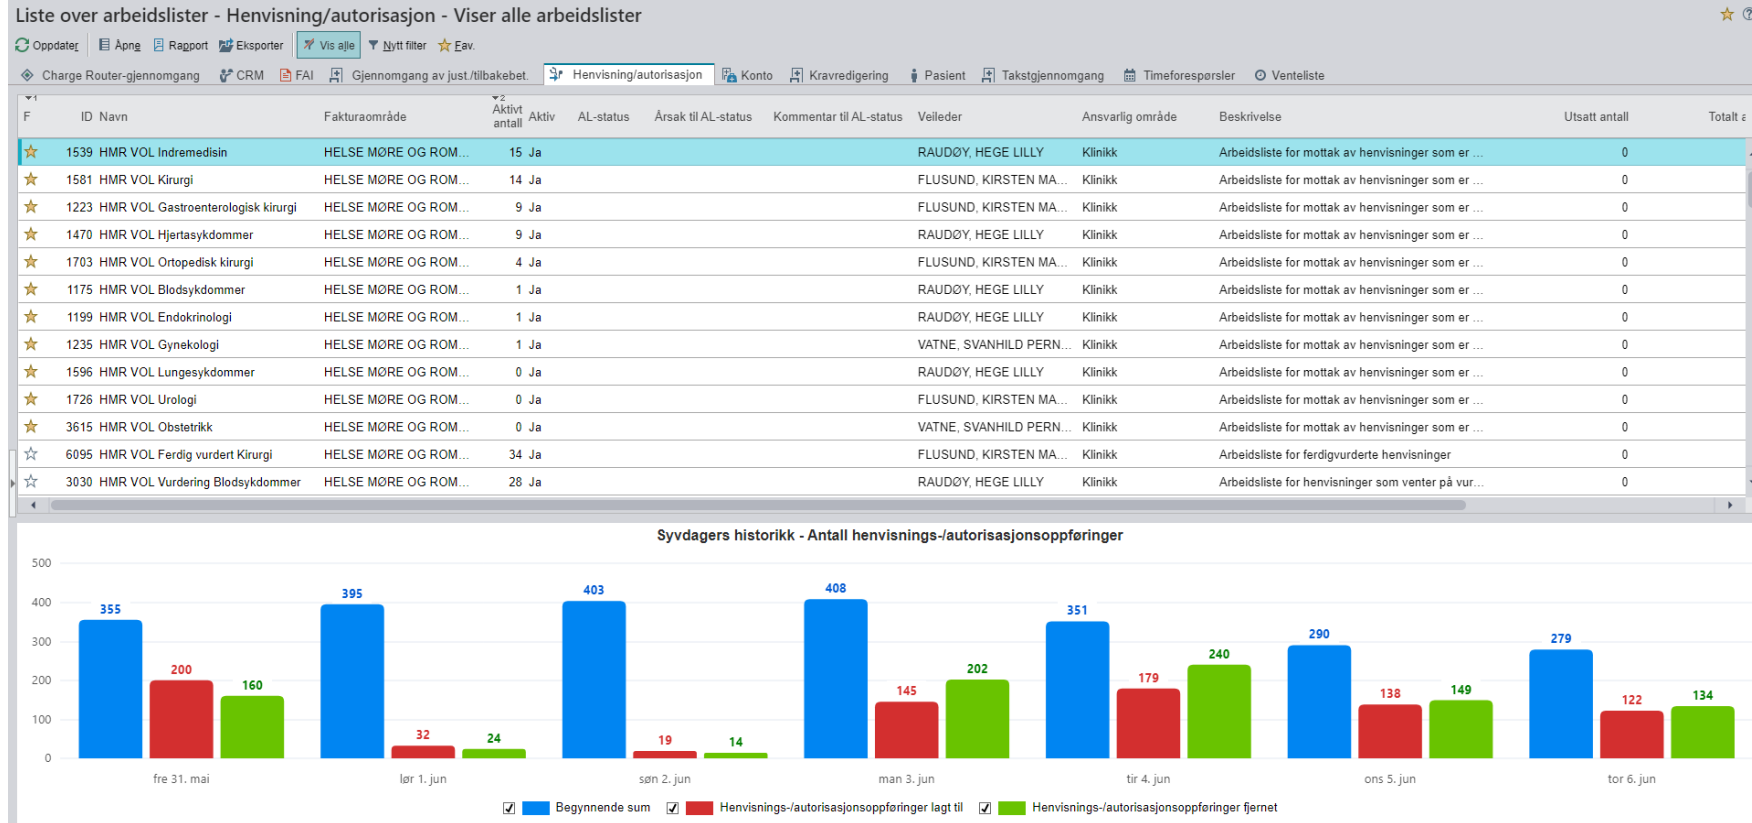 Liste over arbeidslister - Henvisning/autorisasjon - Viser alle arbeidslister
Oppdater Åpne Rapport Eksporter Vis alle Nytt filter Fav.
Charge Router-gjennomgang CRM FAI Gjennomgang av just./tilbakebet. Henvisning/autorisasjon Konto Kravredigering Pasient Takstgjennomgang Timeforespørsler Venteliste
F ID Navn Fakturaområde Aktivt antall Aktiv AL-status Årsak til AL-status Kommentar til AL-status Veileder Ansvarlig område Beskrivelse Utsatt antall Totalt
1539 HMR VOL Indremedisin HELSE MØRE OG ROM... 15 Ja RAUDØY, HEGE LILLY Klinikk Arbeidsliste for mottak av henvisninger som er ... 0
1581 HMR VOL Kirurgi HELSE MØRE OG ROM... 14 Ja FLUSUND, KIRSTEN MA... Klinikk Arbeidsliste for mottak av henvisninger som er ... 0
1223 HMR VOL Gastroenterologisk kirurgi HELSE MØRE OG ROM... 9 Ja FLUSUND, KIRSTEN MA... Klinikk Arbeidsliste for mottak av henvisninger som er ... 0
1470 HMR VOL Hjertasykdommer HELSE MØRE OG ROM... 9 Ja RAUDØY, HEGE LILLY Klinikk Arbeidsliste for mottak av henvisninger som er ... 0
1703 HMR VOL Ortopedisk kirurgi HELSE MØRE OG ROM... 4 Ja FLUSUND, KIRSTEN MA... Klinikk Arbeidsliste for mottak av henvisninger som er ... 0
1175 HMR VOL Blodsykdommer HELSE MØRE OG ROM... 1 Ja RAUDØY, HEGE LILLY Klinikk Arbeidsliste for mottak av henvisninger som er ... 0
1199 HMR VOL Endokrinologi HELSE MØRE OG ROM... 1 Ja RAUDØY, HEGE LILLY Klinikk Arbeidsliste for mottak av henvisninger som er ... 0
1235 HMR VOL Gynekologi HELSE MØRE OG ROM... 1 Ja VATNE, SVANHILD PERN... Klinikk Arbeidsliste for mottak av henvisninger som er ... 0
1596 HMR VOL Lungesykdommer HELSE MØRE OG ROM... 0 Ja RAUDØY, HEGE LILLY Klinikk Arbeidsliste for mottak av henvisninger som er ... 0
1726 HMR VOL Urologi HELSE MØRE OG ROM... 0 Ja FLUSUND, KIRSTEN MA... Klinikk Arbeidsliste for mottak av henvisninger som er ... 0
3615 HMR VOL Obstetrikk HELSE MØRE OG ROM... 0 Ja VATNE, SVANHILD PERN... Klinikk Arbeidsliste for mottak av henvisninger som er ... 0
6095 HMR VOL Ferdig vurdert Kirurgi HELSE MØRE OG ROM... 34 Ja FLUSUND, KIRSTEN MA... Klinikk Arbeidsliste for ferdigvurderte henvisninger 0
3030 HMR VOL Vurdering Blodsykdommer HELSE MØRE OG ROM... 28 Ja RAUDØY, HEGE LILLY Klinikk Arbeidsliste for henvisninger som venter på vur... 0
Syvdagers historikk - Antall henvisnings-/autorisasjonsoppføringer
500
400
300
200
100
0
355 200 160
395 32 24
403 19 14
408 145 202
351 179 240
290 138 149
279 122 134
fre 31. mai lør 1. jun søn 2. jun man 3. jun tir 4. jun ons 5. jun tor 6. jun
Begynnende sum Henvisnings-/autorisasjonsoppføringer lagt til Henvisnings-/autorisasjonsoppføringer fjernet